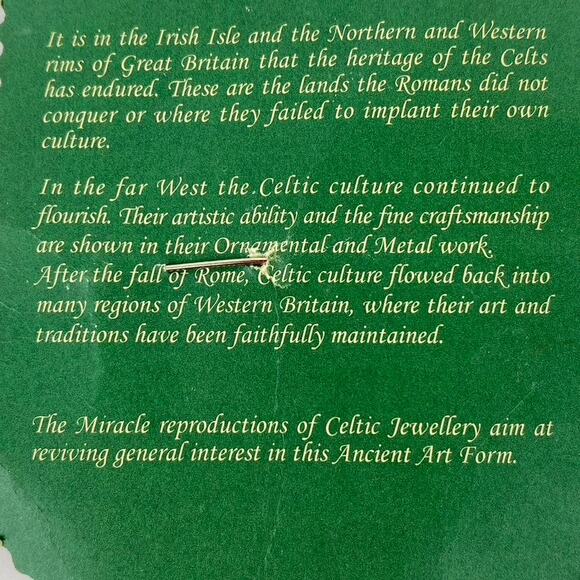 It is in the Irish Isle and the Northern and Western
rims of Great Britain that the heritage of the Celts
has endured. These are the lands the Romans did not
conquer or where they failed to implant their own
culture.
In the far West the Celtic culture continued to
flourish. Their artistic ability and the fine craftsmanship
are shown in their Ornamental and Metal work.
After the fall of Rome, Celtic culture flowed back into
many regions of Western Britain, where their art and
traditions have been faithfully maintained.
The Miracle reproductions of Celtic Jewellery aim at
reviving general interest in this Ancient Art Form.